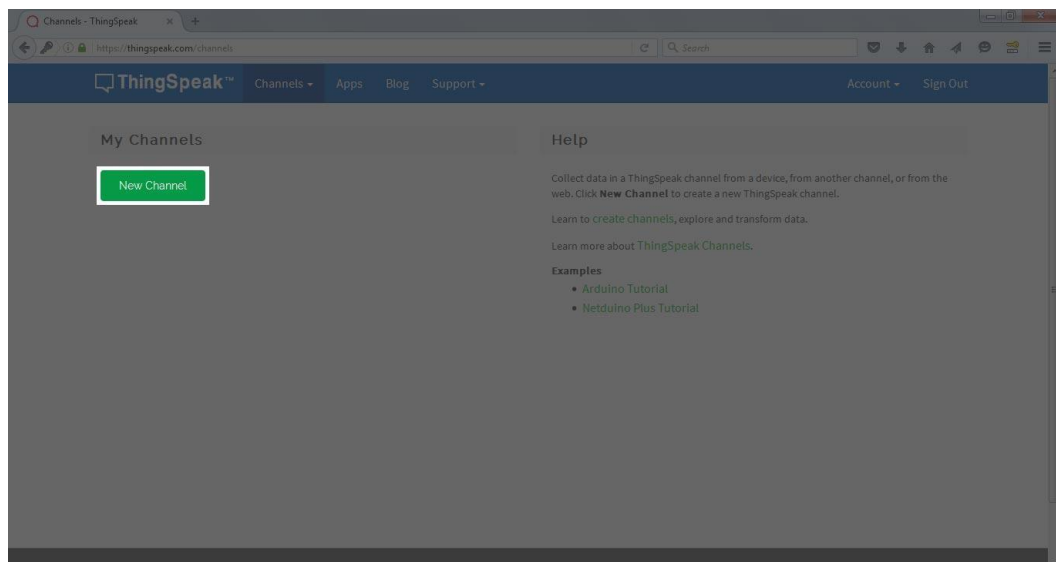 Channels - ThingSpeak
https://thingspeak.com/channels
Search
ThingSpeak™ Channels Apps Blog Support Account Sign Out
My Channels
New Channel
Help
Collect data in a ThingSpeak channel from a device, from another channel, or from the
web. Click New Channel to create a new ThingSpeak channel.
Learn to create channels, explore and transform data.
Learn more about ThingSpeak Channels.
Examples
• Arduino Tutorial
• Netduino Plus Tutorial